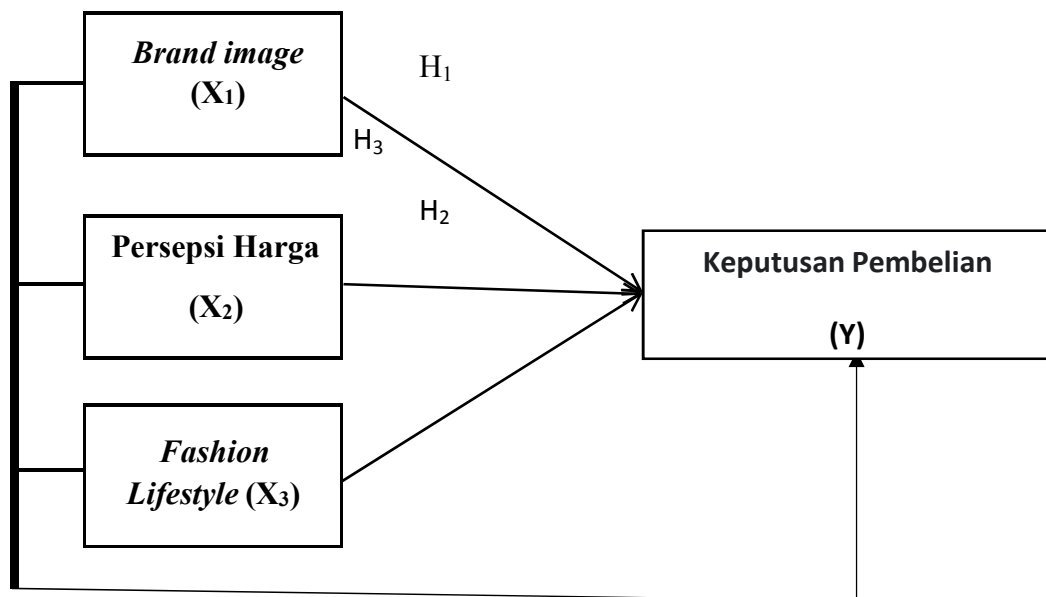 Brand image
(X₁)
H₁
H₃
Persepsi Harga
(X₂)
H₂
Keputusan Pembelian
(Y)
Fashion
Lifestyle (X₃)